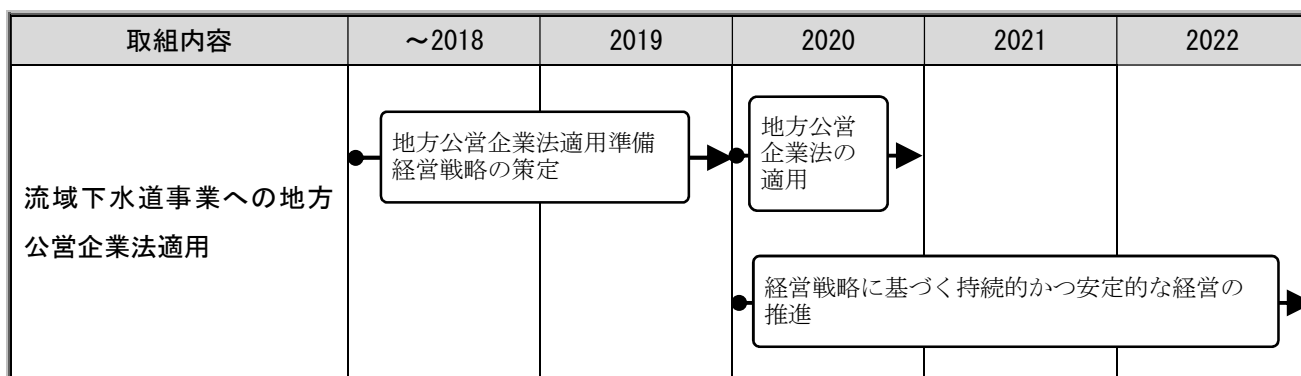 取組内容 ～2018 2019 2020 2021 2022
流域下水道事業への地方
公営企業法適用
地方公営企業法適用準備
経営戦略の策定
地方公営
企業法の
適用
経営戦略に基づく持続的かつ安定的な経営の
推進